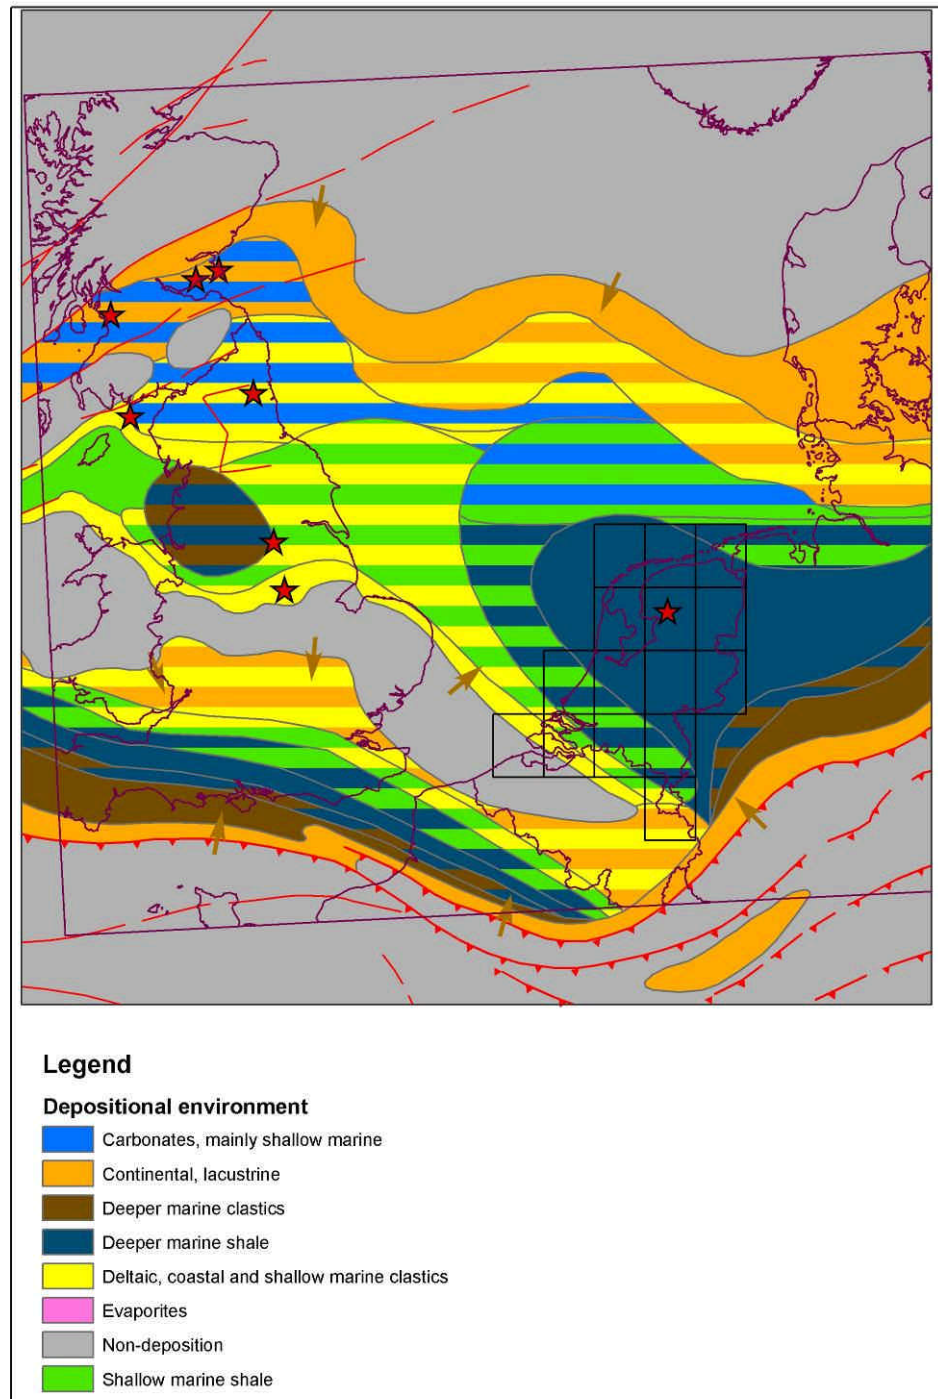 Legend
Depositional environment
Carbonates, mainly shallow marine
Continental, lacustrine
Deeper marine clastics
Deeper marine shale
Deltaic, coastal and shallow marine clastics
Evaporites
Non-deposition
Shallow marine shale